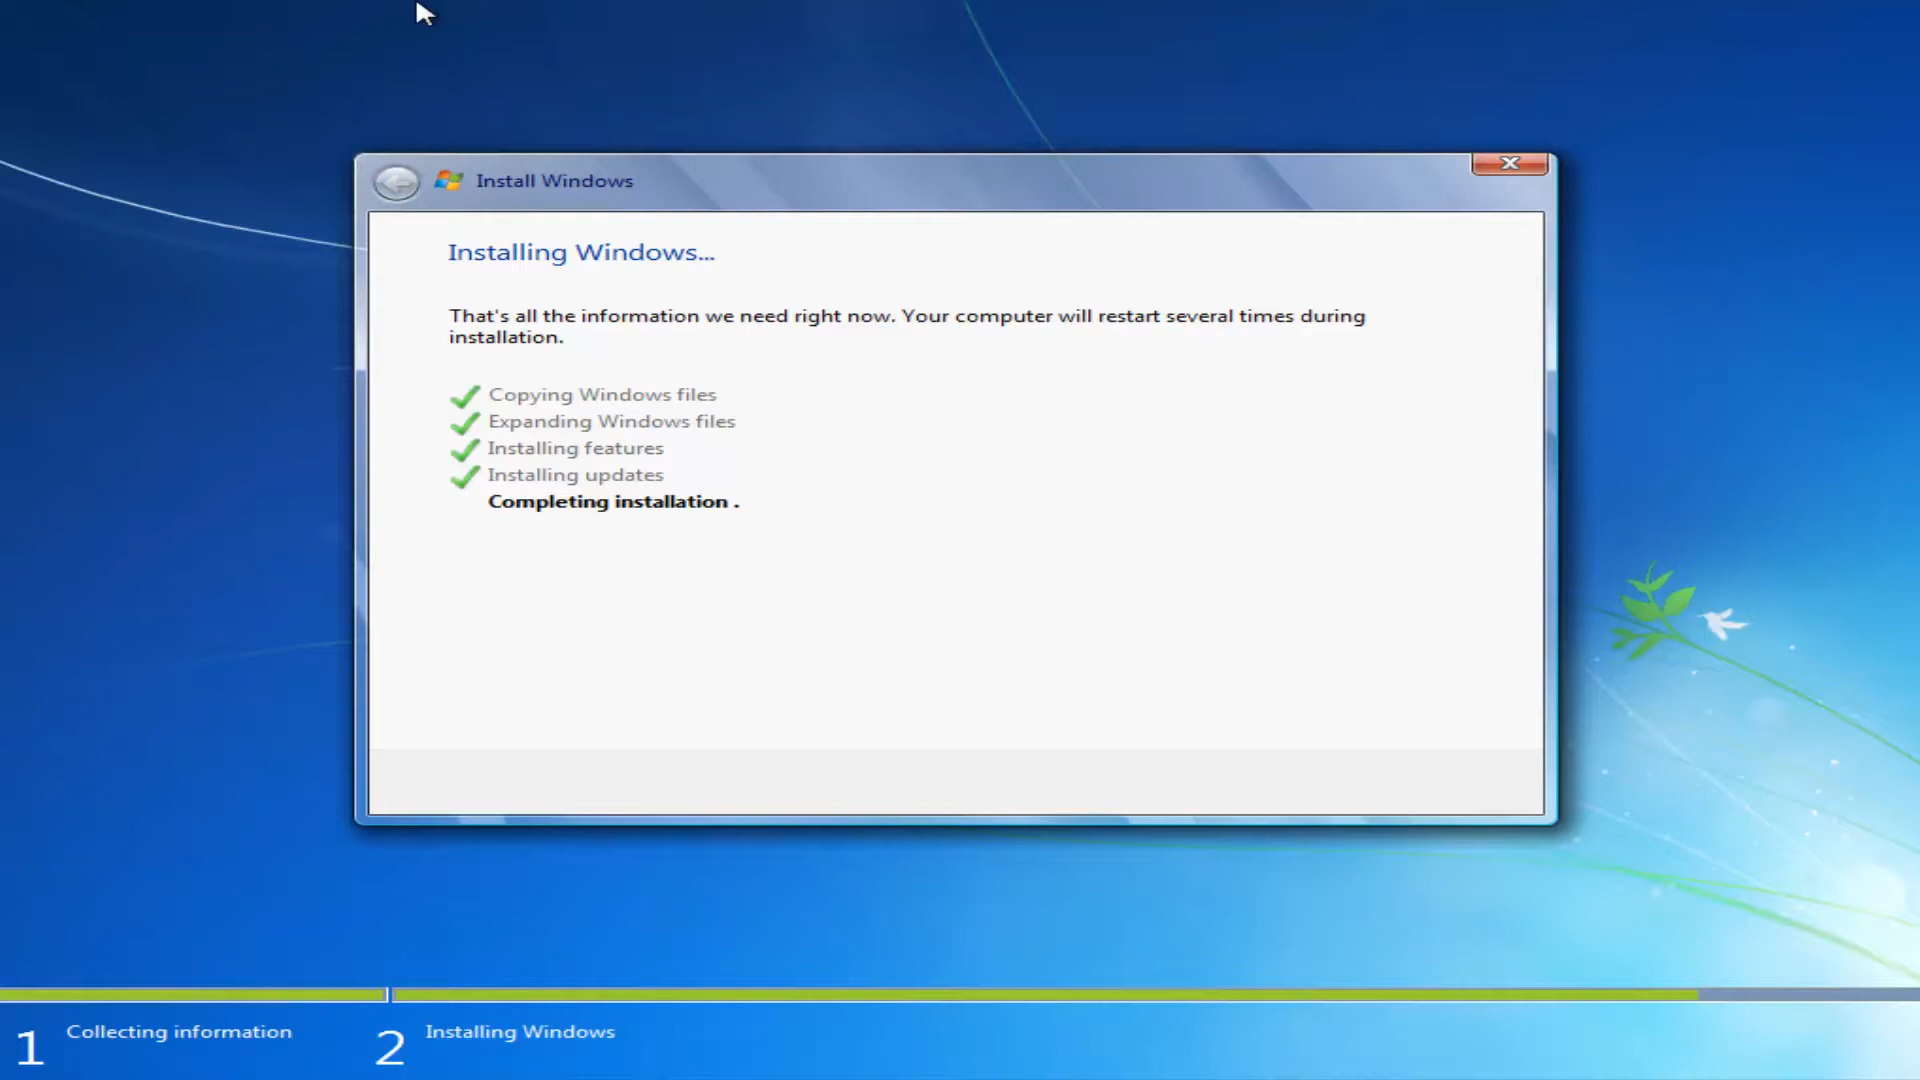 Install Windows
Installing Windows...
That's all the information we need right now. Your computer will restart several times during
installation.
Copying Windows files
Expanding Windows files
Installing features
Installing updates
Completing installation .
1 Collecting information
2 Installing Windows